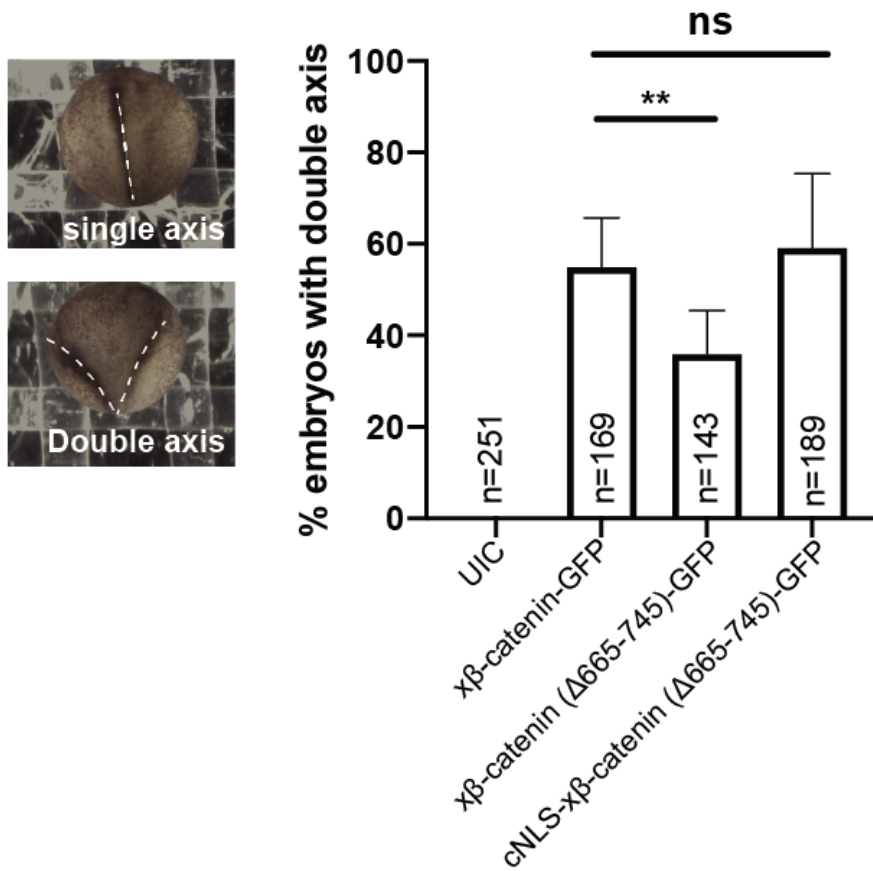 single axis
Double axis
% embryos with double axis
100
80
60
40
20
0
ns
**
n=251
n=169
n=143
n=189
UIC
xβ-catenin-GFP
xβ-catenin (Δ665-745)-GFP
cNLS-xβ-catenin (Δ665-745)-GFP